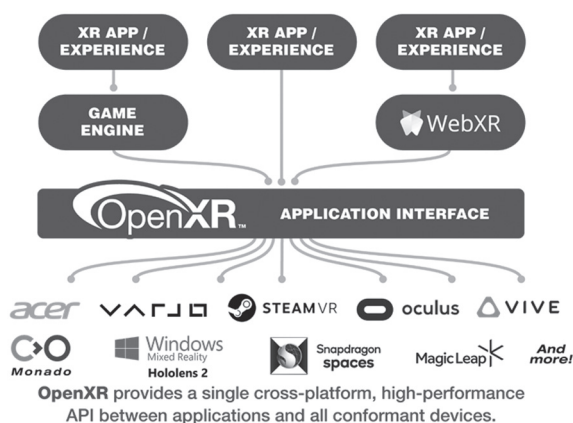 XR APP /
EXPERIENCE
XR APP /
EXPERIENCE
XR APP /
EXPERIENCE
GAME
ENGINE
WebXR
OpenXR™ APPLICATION INTERFACE
acer VARJO STEAMVR oculus VIVE
Monado
Windows
Mixed Reality
Hololens 2
Snapdragon
spaces
Magic Leap
And
more!
OpenXR provides a single cross-platform, high-performance
API between applications and all conformant devices.